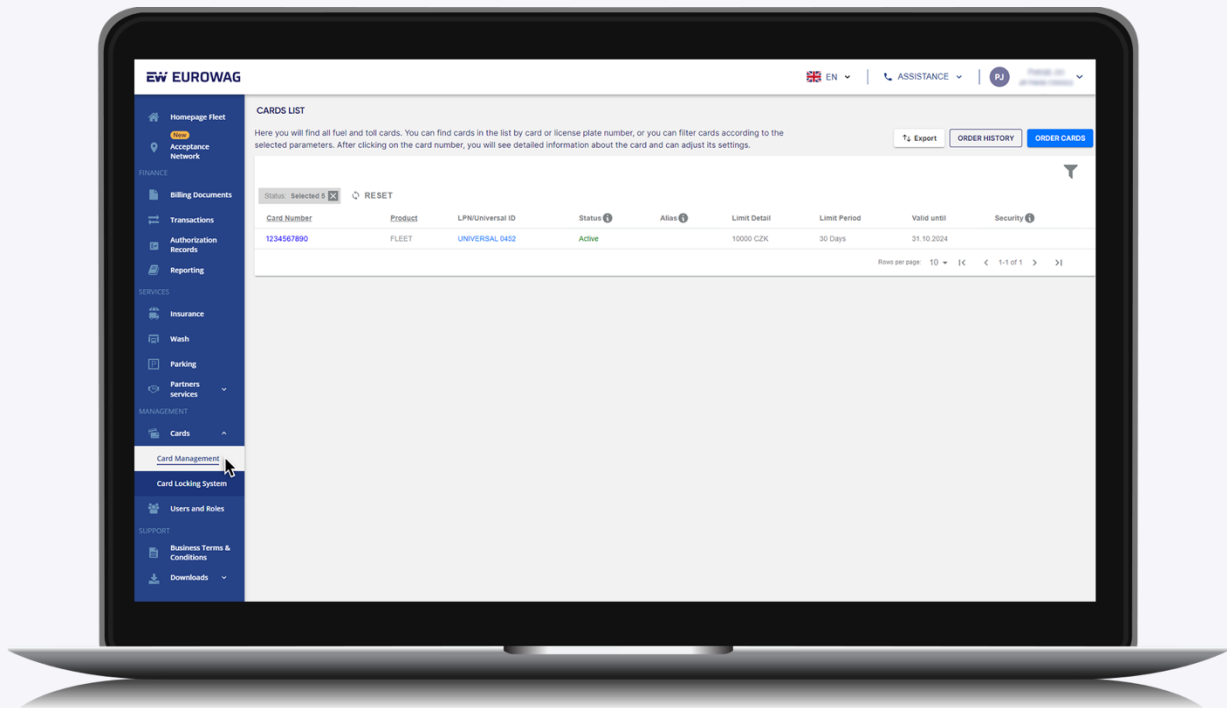 EW EUROWAG
EN
ASSISTANCE
PJ
Homepage Fleet
New
Acceptance
Network
FINANCE
Billing Documents
Transactions
Authorization
Records
Reporting
SERVICES
Insurance
Wash
Parking
Partners
services
MANAGEMENT
Cards
Card Management
Card Locking System
Users and Roles
SUPPORT
Business Terms &
Conditions
Downloads
CARDS LIST
Here you will find all fuel and toll cards. You can find cards in the list by card or license plate number, or you can filter cards according to the
selected parameters. After clicking on the card number, you will see detailed information about the card and can adjust its settings.
Export ORDER HISTORY ORDER CARDS
Status: Selected 5 RESET
Card Number Product LPN/Universal ID Status Alias Limit Detail Limit Period Valid until Security
1234567890 FLEET UNIVERSAL 0452 Active 10000 CZK 30 Days 31.10.2024
Rows per page: 10 1-1 of 1